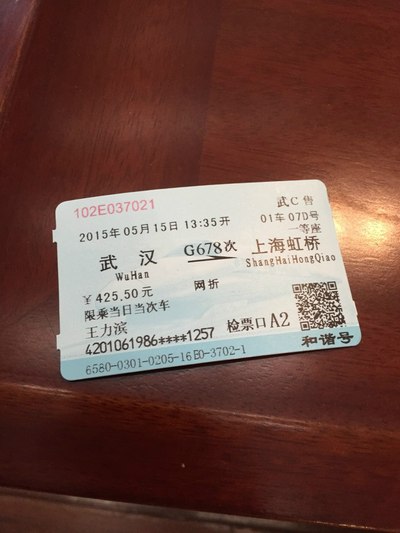 102E037021
武C售
2015年05月15日 13:35开
01车 07D号
一等座
武汉 G678次 上海虹桥
WuHan ShangHaiHongQiao
¥425.50元 网折
限乘当日当次车
王力滨
4201061986****1257 检票口A2
和谐号
6580-0301-0205-16E0-3702-1